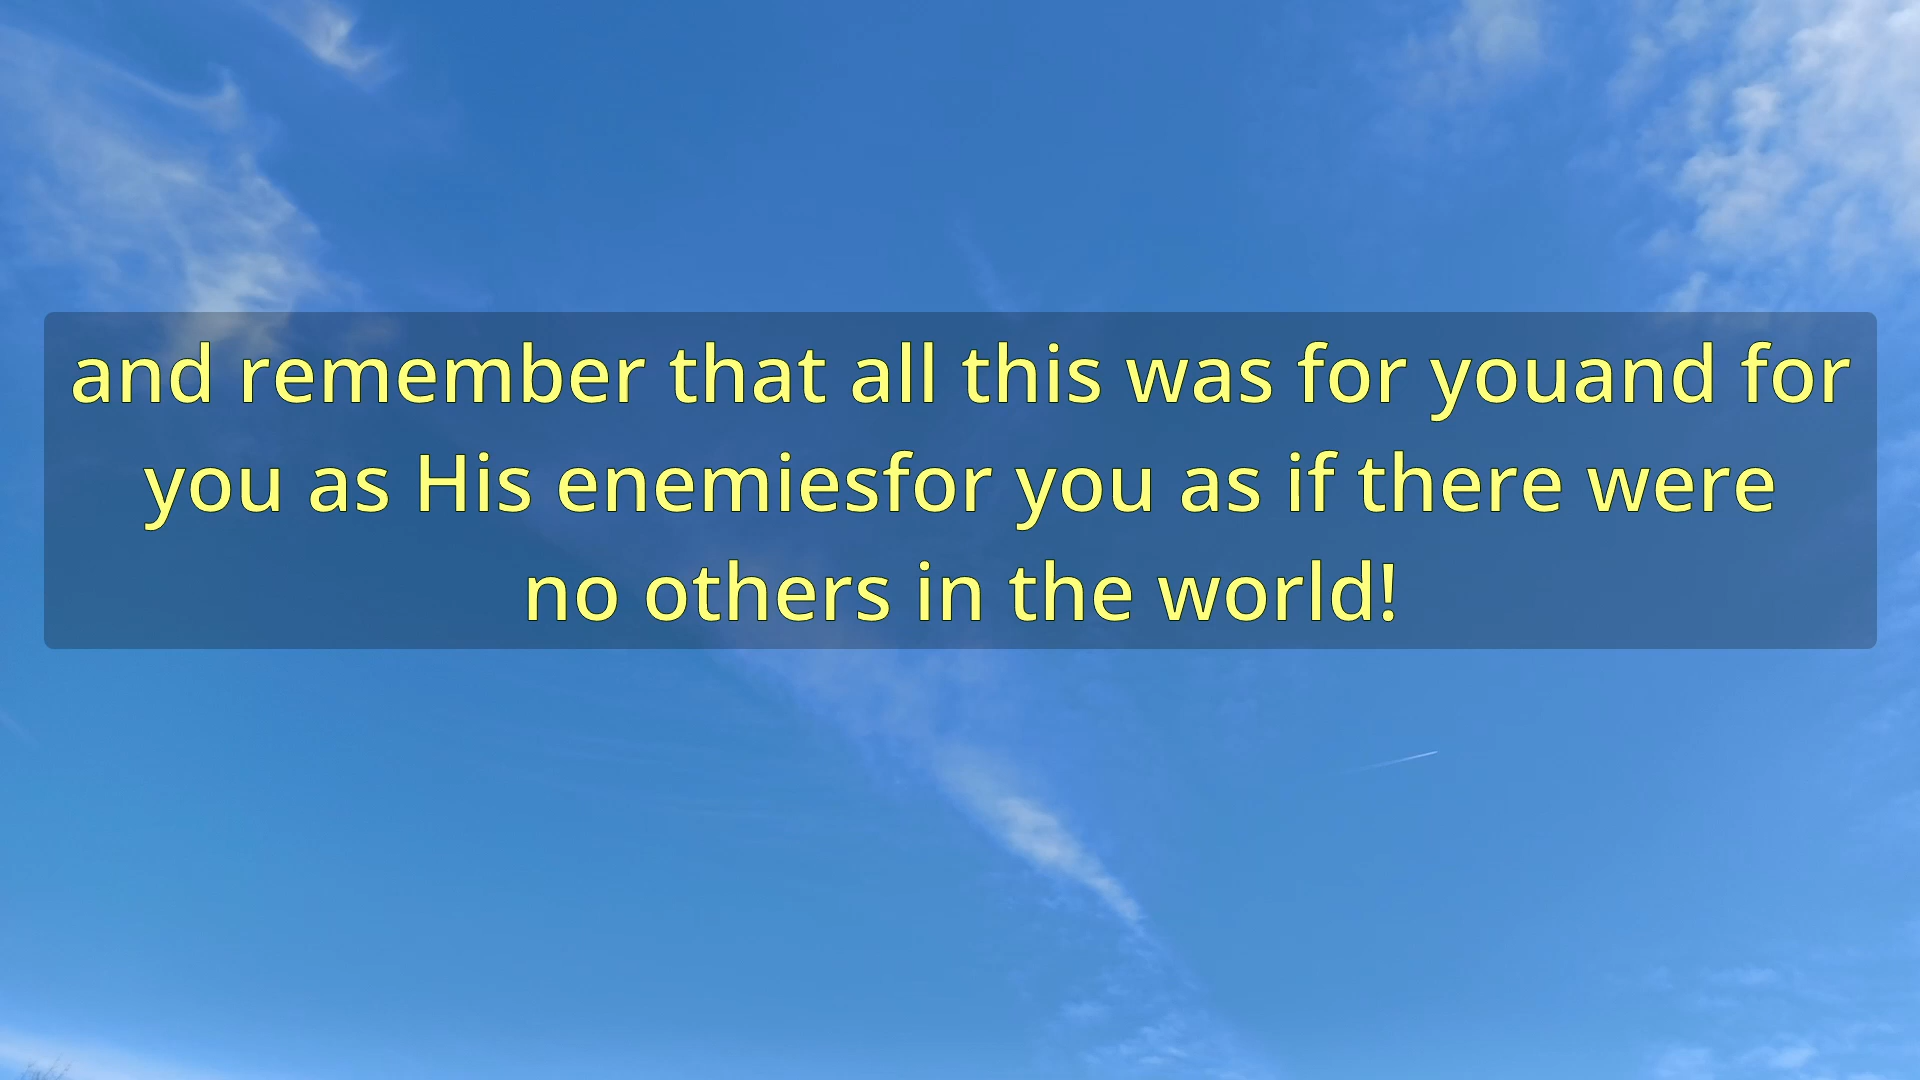 and remember that all this was for youand for
you as His enemiesfor you as if there were
no others in the world!